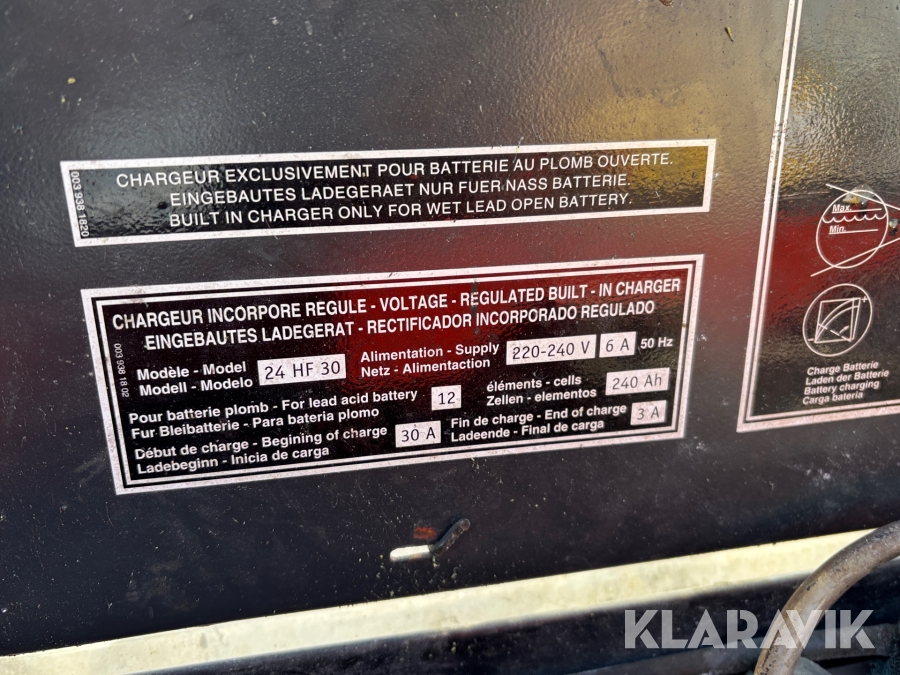 CHARGEUR EXCLUSIVEMENT POUR BATTERIE AU PLOMB OUVERTE.
EINGEBAUTES LADEGERAET NUR FUER NASS BATTERIE.
BUILT IN CHARGER ONLY FOR WET LEAD OPEN BATTERY.
003 938 1820
CHARGEUR INCORPORE REGULE - VOLTAGE - REGULATED BUILT - IN CHARGER
EINGEBAUTES LADEGERAT - RECTIFICADOR INCORPORADO REGULADO
003 938 18 02
Modèle - Model
Modell - Modelo
24 HF 30
Alimentation - Supply
Netz - Alimentaction
220-240 V
6 A
50 Hz
Pour batterie plomb - For lead acid battery
Fur Bleibatterie - Para bateria plomo
12
éléments - cells
Zellen - elementos
240 Ah
Début de charge - Begining of charge
Ladebeginn - Inicia de carga
30 A
Fin de charge - End of charge
Ladeende - Final de carga
3 A
Max.
Min.
+
Charge Batterie
Laden der Batterie
Battery charging
Carga bateria
KLARAVIK